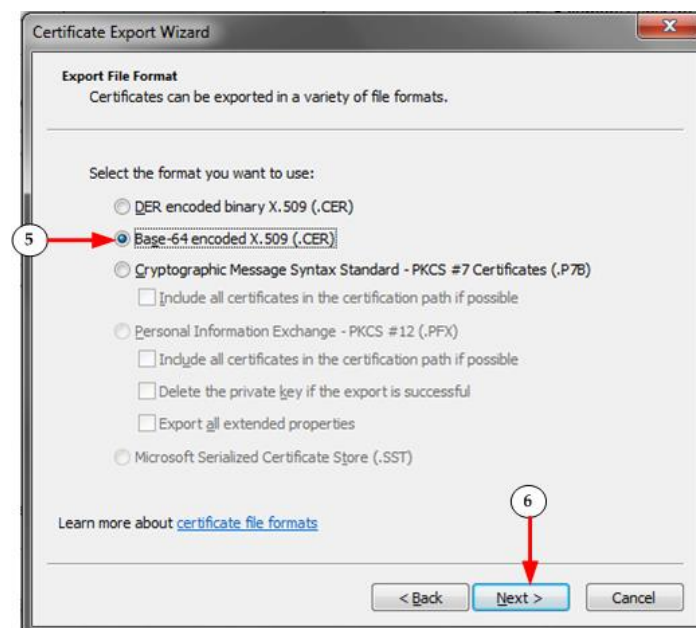 Certificate Export Wizard
Export File Format
Certificates can be exported in a variety of file formats.
Select the format you want to use:
DER encoded binary X.509 (.CER)
5
Base-64 encoded X.509 (.CER)
Cryptographic Message Syntax Standard - PKCS #7 Certificates (.P7B)
Include all certificates in the certification path if possible
Personal Information Exchange - PKCS #12 (.PFX)
Include all certificates in the certification path if possible
Delete the private key if the export is successful
Export all extended properties
Microsoft Serialized Certificate Store (.SST)
6
Learn more about certificate file formats
< Back
Next >
Cancel